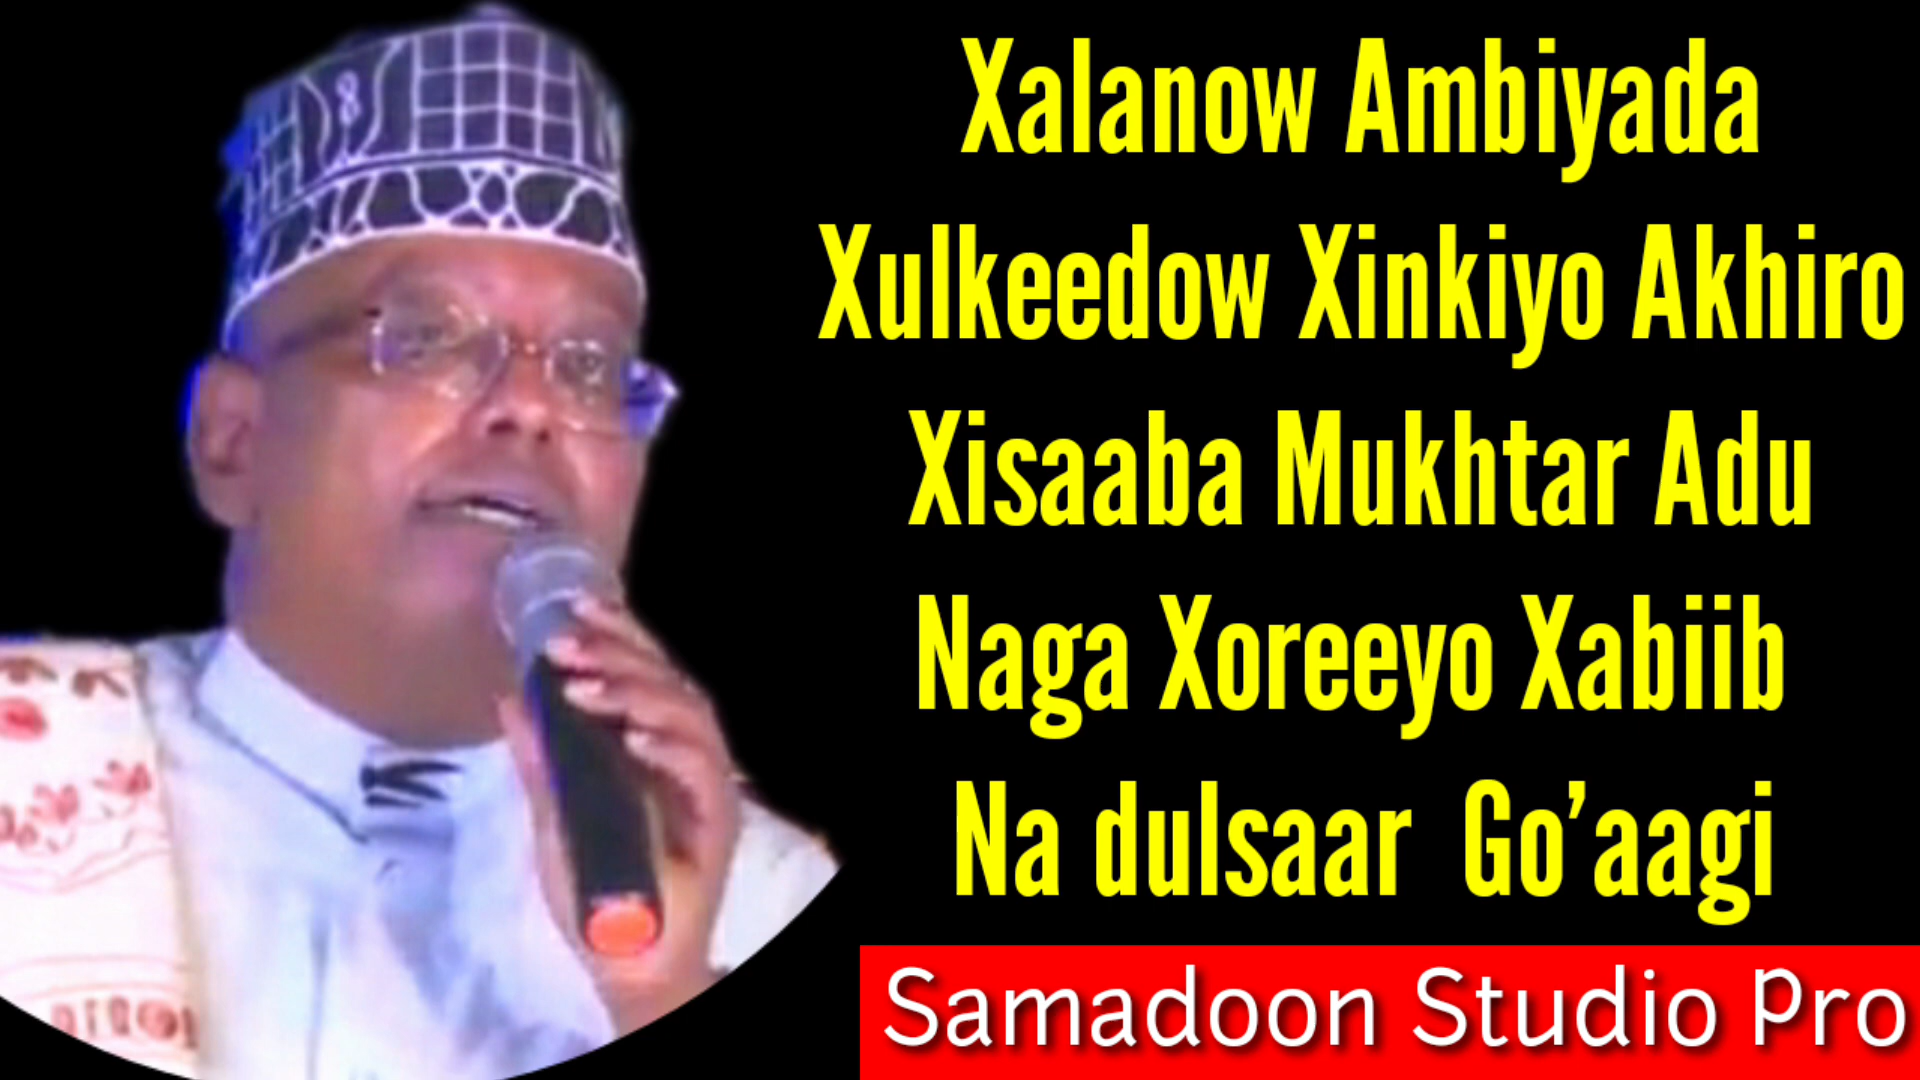 Xalanow Ambiyada
Xulkeedow Xinkiyo Akhiro
Xisaaba Mukhtar Adu
Naga Xoreeyo Xabiib
Na dulsaar Go’aagi
Samadoon Studio Pro